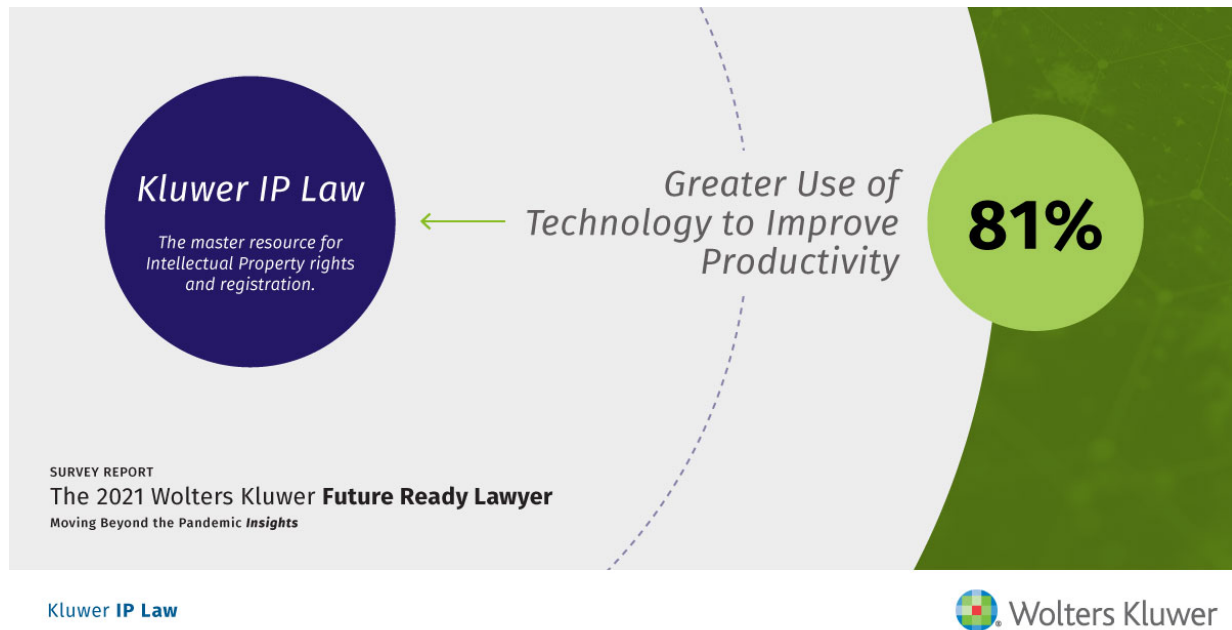 Kluwer IP Law
The master resource for
Intellectual Property rights
and registration.
Greater Use of
Technology to Improve
Productivity
81%
SURVEY REPORT
The 2021 Wolters Kluwer Future Ready Lawyer
Moving Beyond the Pandemic Insights
Kluwer IP Law
Wolters Kluwer